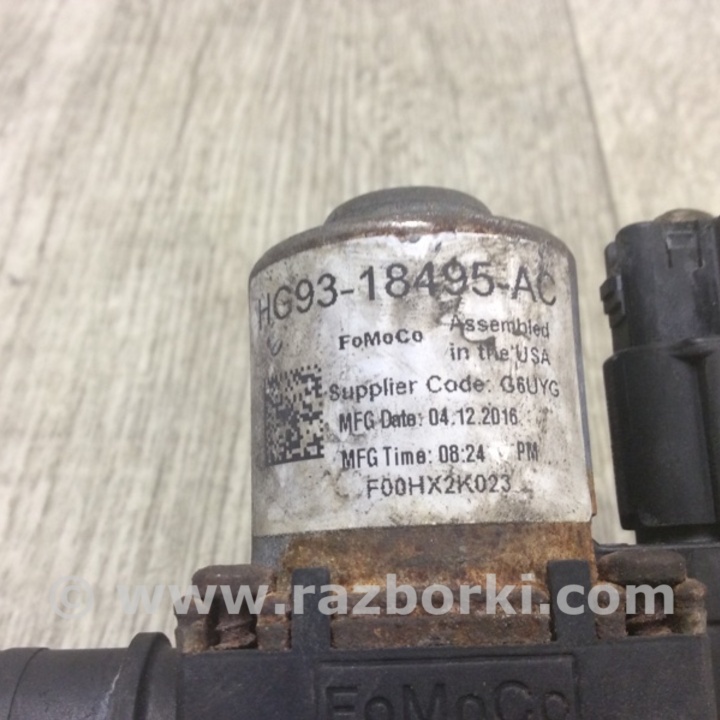 HG93-18495-AC
FoMoCo Assembled
in the USA
Supplier Code: G6UYG
MFG Date: 04.12.2016
MFG Time: 08:24 PM
F00HX2K023
© www.razborki.com
FoMoCo